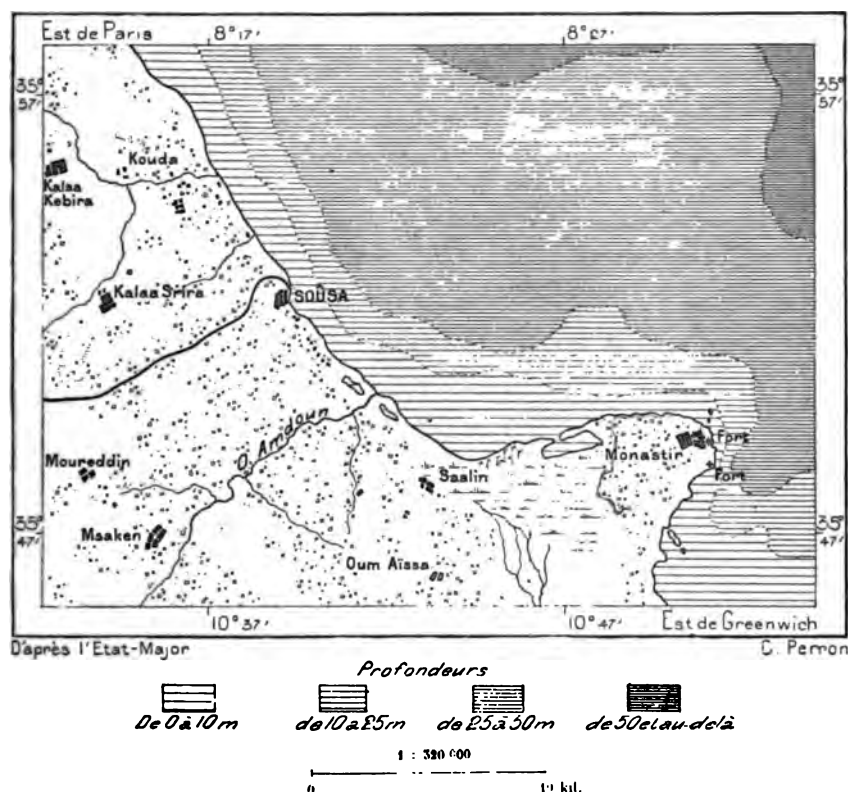 Est de Paris
8° 17'
8° 27'
35° 57'
35° 57'
Kouda
Kalaa Kebira
Kalaa Srira
SOÛSA
O. Amdoun
Moureddin
Monastir
Fort
Fort
Saalin
Msaken
35° 47'
35° 47'
Oum Aïssa
10° 37'
10° 47'
Est de Greenwich
D'après l'Etat-Major
C. Perron
Profondeurs
De 0 à 10 m
de 10 à 25 m
de 25 à 50 m
de 50 et au-delà
1 : 320 000
0
10 kil.